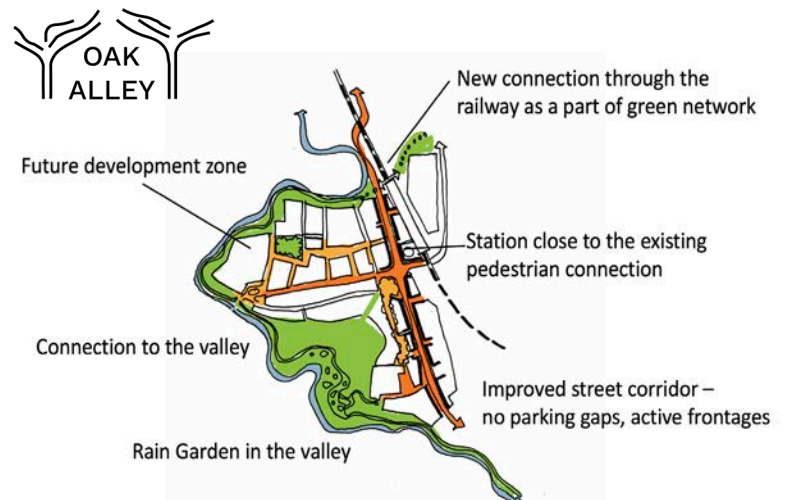 OAK
ALLEY
New connection through the
railway as a part of green network
Future development zone
Station close to the existing
pedestrian connection
Connection to the valley
Improved street corridor –
no parking gaps, active frontages
Rain Garden in the valley